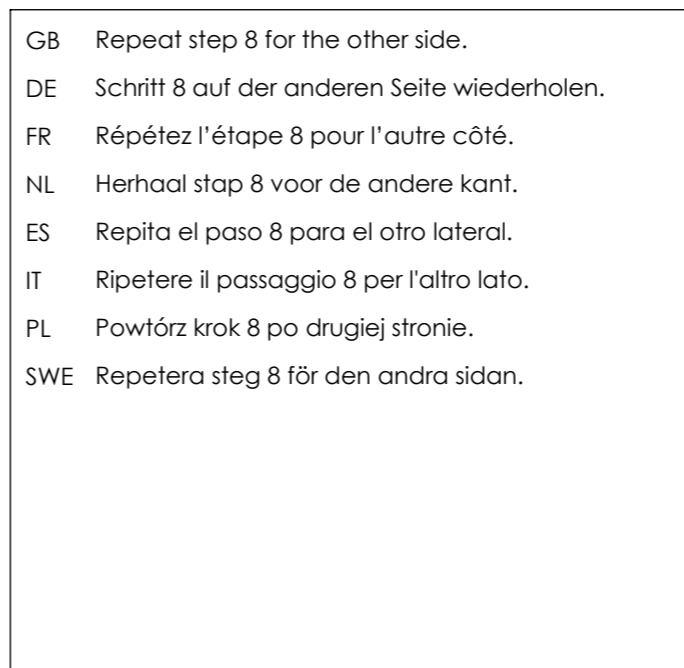 GB Repeat step 8 for the other side.
DE Schritt 8 auf der anderen Seite wiederholen.
FR Répétez l’étape 8 pour l’autre côté.
NL Herhaal stap 8 voor de andere kant.
ES Repita el paso 8 para el otro lateral.
IT Ripetere il passaggio 8 per l'altro lato.
PL Powtórz krok 8 po drugiej stronie.
SWE Repetera steg 8 för den andra sidan.